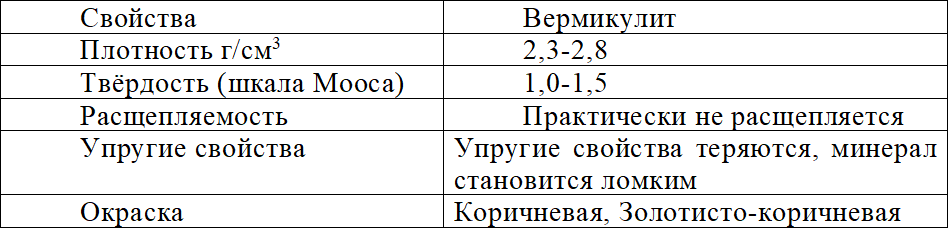 Свойства Вермикулит
Плотность г/см³ 2,3-2,8
Твёрдость (шкала Мооса) 1,0-1,5
Расщепляемость Практически не расщепляется
Упругие свойства Упругие свойства теряются, минерал
становится ломким
Окраска Коричневая, Золотисто-коричневая